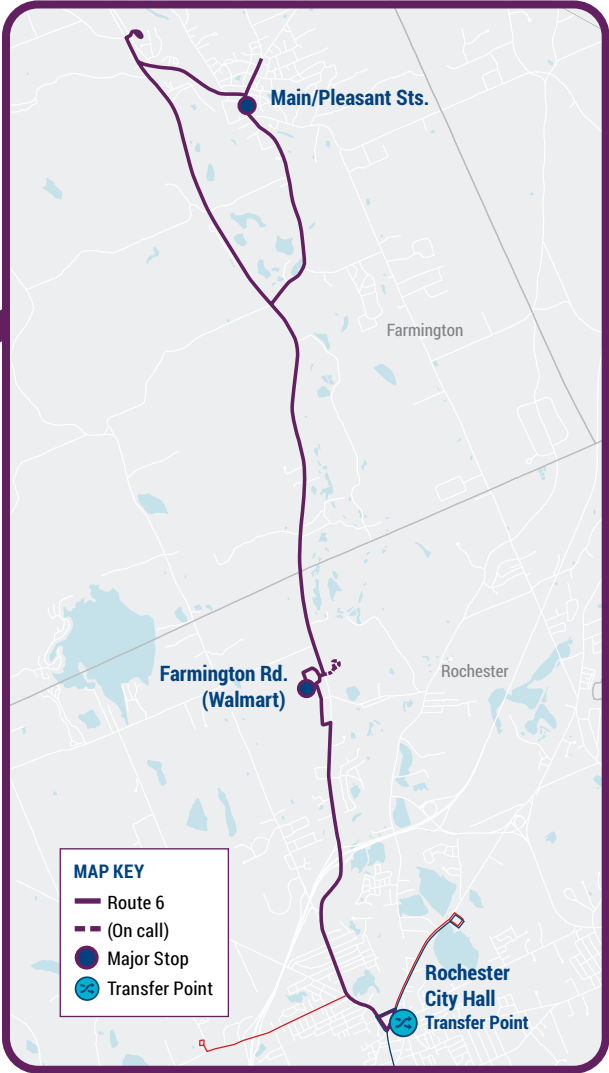 Main/Pleasant Sts.
Farmington
Farmington Rd.
(Walmart)
Rochester
MAP KEY
Route 6
(On call)
Major Stop
Transfer Point
Rochester
City Hall
Transfer Point